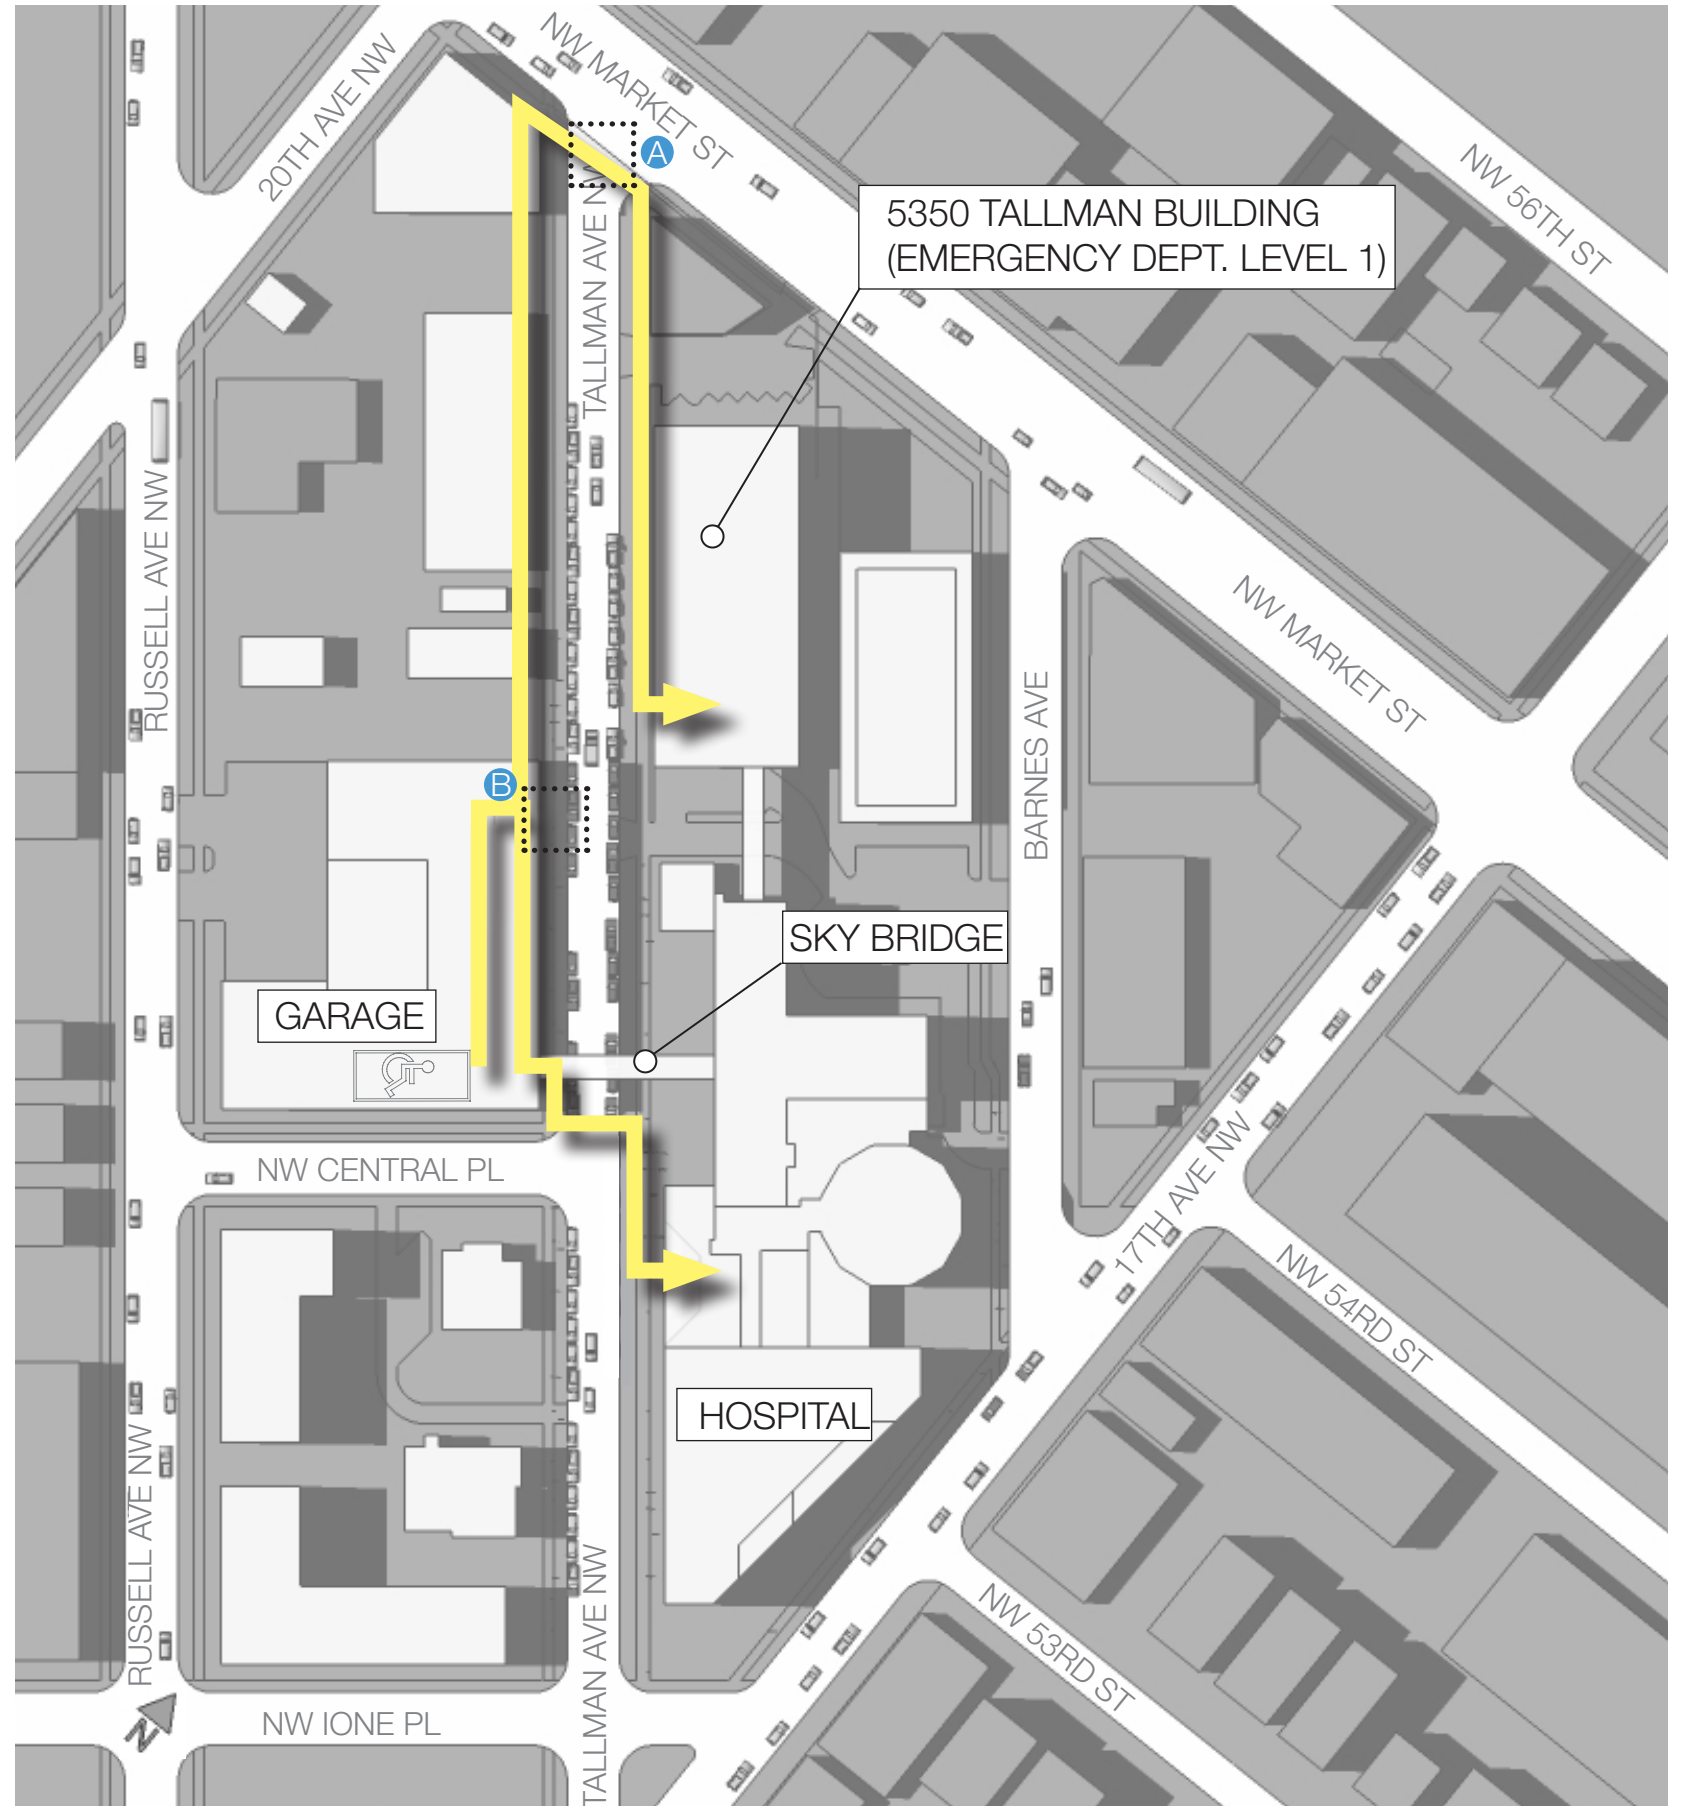 NW MARKET ST
20TH AVE NW
A
NW 56TH ST
5350 TALLMAN BUILDING
(EMERGENCY DEPT. LEVEL 1)
TALLMAN AVE NW
RUSSELL AVE NW
NW MARKET ST
BARNES AVE
B
SKY BRIDGE
GARAGE
NW CENTRAL PL
17TH AVE NW
NW 54RD ST
HOSPITAL
RUSSELL AVE NW
TALLMAN AVE NW
NW 53RD ST
N
NW IONE PL